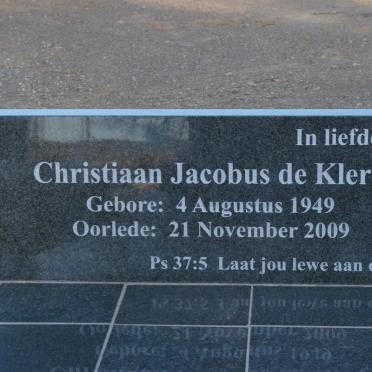 In liefd
Christiaan Jacobus de Kler
Gebore: 4 Augustus 1949
Oorlede: 21 November 2009
Ps 37:5 Laat jou lewe aan